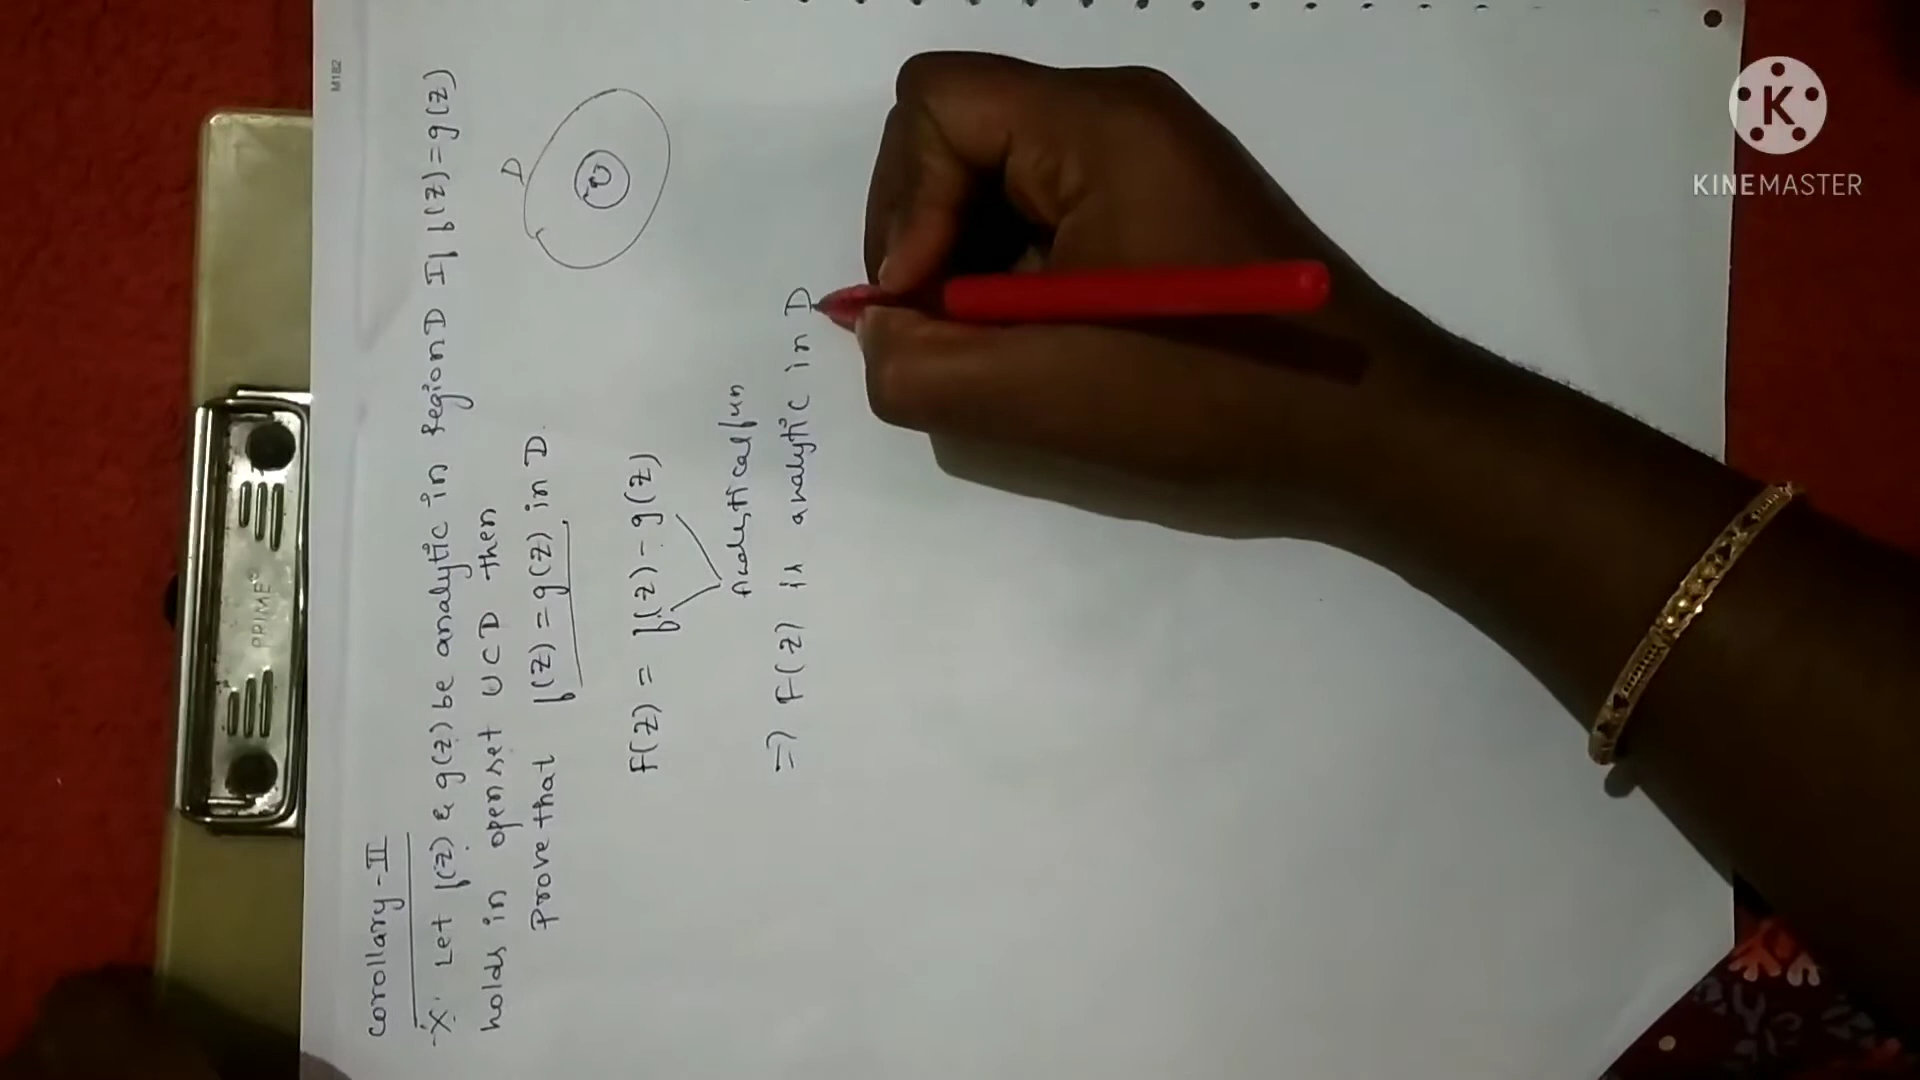 Corollary-II
※. Let f(z) & g(z) be analytic in region D If f(z)=g(z)
holds in open set U⊂D then
Prove that f(z)=g(z) in D.
D
U
F(z) = f(z) - g(z)
Analytical fun
=) F(z) is analytic in D
PRIME®
M182
KINEMASTER